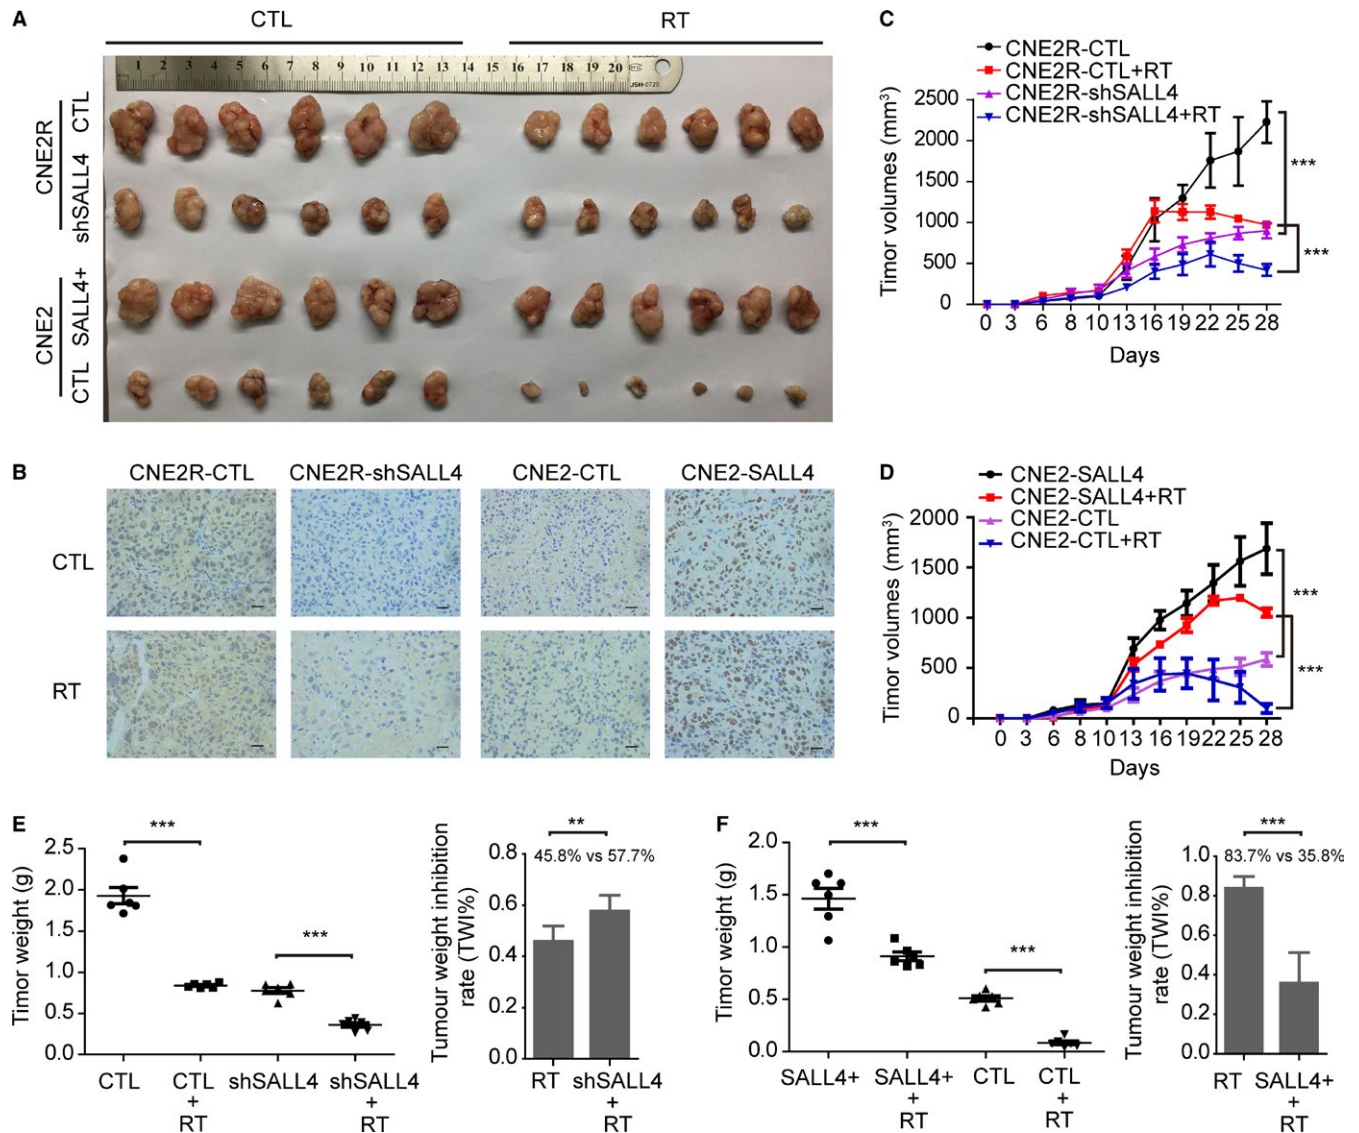 A
CTL
RT
1 2 3 4 5 6 7 8 9 10 11 12 13 14 15 16 17 18 19 20
JSH-0720
CNE2R
CTL
shSALL4
CNE2
SALL4+
CTL
B
CNE2R-CTL
CNE2R-shSALL4
CNE2-CTL
CNE2-SALL4
CTL
RT
C
CNE2R-CTL
CNE2R-CTL+RT
CNE2R-shSALL4
CNE2R-shSALL4+RT
Timor volumes (mm³)
2500
2000
1500
1000
500
0
***
***
0 3 6 8 10 13 16 19 22 25 28
Days
D
CNE2-SALL4
CNE2-SALL4+RT
CNE2-CTL
CNE2-CTL+RT
Timor volumes (mm³)
2000
1500
1000
500
0
***
***
0 3 6 8 10 13 16 19 22 25 28
Days
E
Timor weight (g)
2.5
2.0
1.5
1.0
0.5
0.0
***
***
CTL
CTL + RT
shSALL4
shSALL4 + RT
Tumour weight inhibition
rate (TWI%)
0.8
0.6
0.4
0.2
0.0
**
45.8% vs 57.7%
RT
shSALL4 + RT
F
Timor weight (g)
2.0
1.5
1.0
0.5
0.0
***
***
SALL4+
SALL4+ + RT
CTL
CTL + RT
Tumour weight inhibition
rate (TWI%)
1.0
0.8
0.6
0.4
0.2
0.0
***
83.7% vs 35.8%
RT
SALL4+ + RT